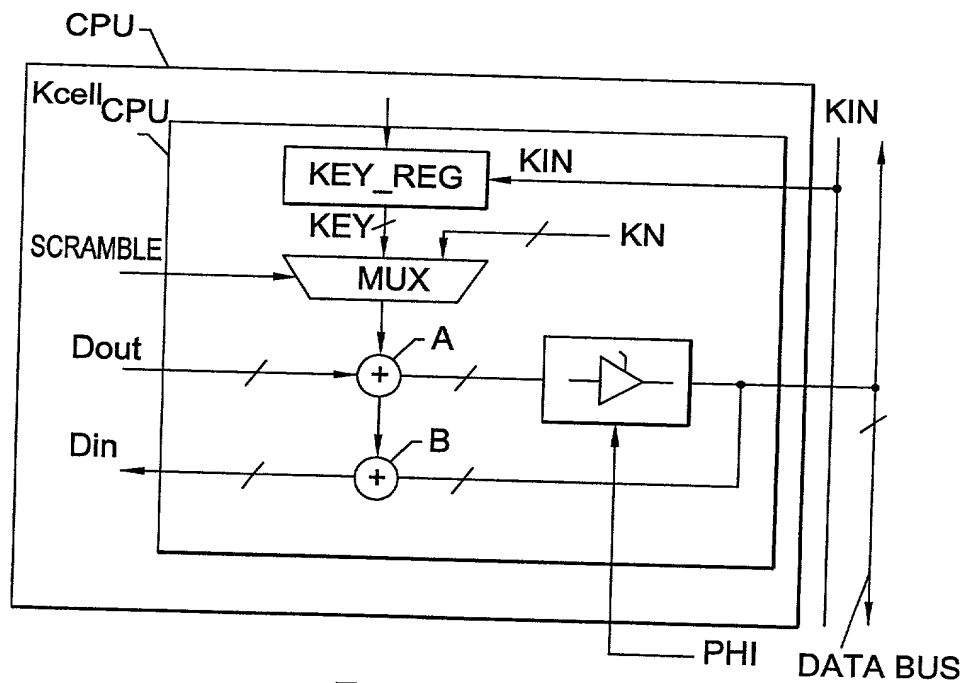 CPU
Kcell CPU
KIN
KEY_REG
KIN
KEY
KN
SCRAMBLE
MUX
Dout
+
A
Din
+
B
PHI
DATA BUS